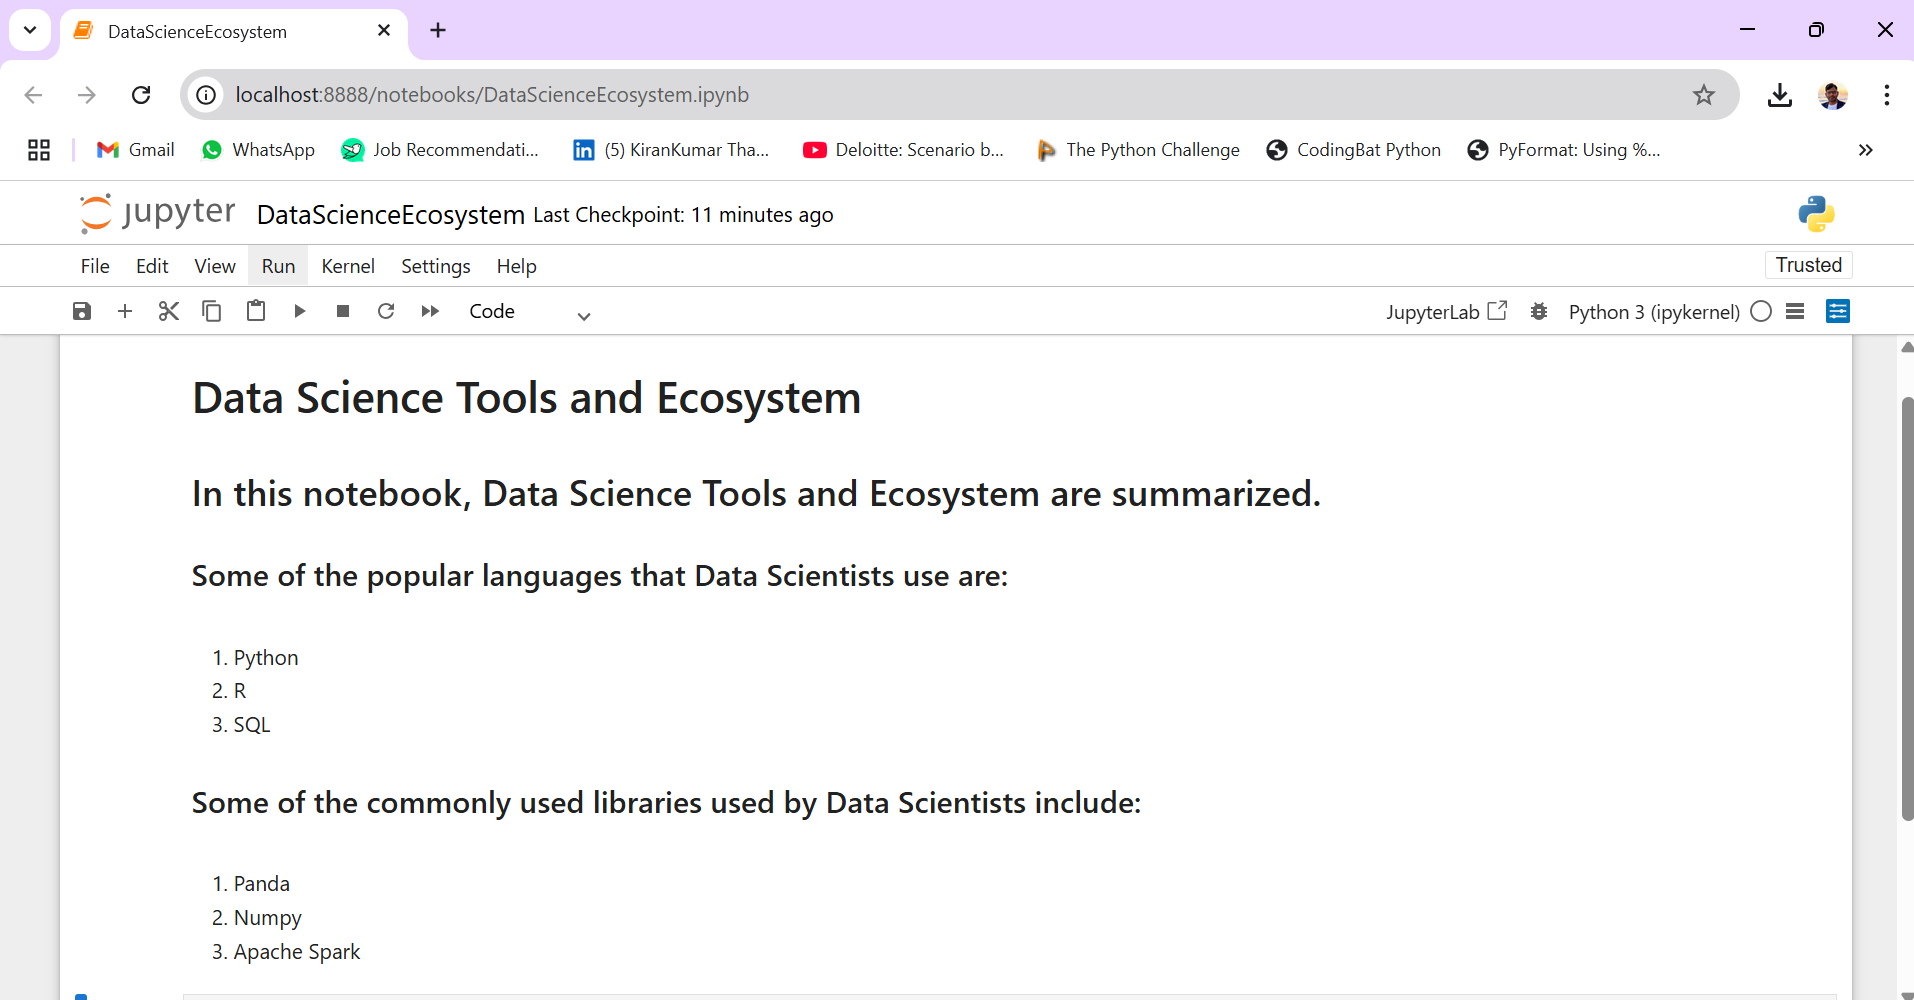 DataScienceEcosystem
localhost:8888/notebooks/DataScienceEcosystem.ipynb
Gmail WhatsApp Job Recommendati... in (5) KiranKumar Tha... Deloitte: Scenario b... The Python Challenge CodingBat Python PyFormat: Using %...
jupyter DataScienceEcosystem Last Checkpoint: 11 minutes ago
File Edit View Run Kernel Settings Help Trusted
Code JupyterLab Python 3 (ipykernel)
Data Science Tools and Ecosystem
In this notebook, Data Science Tools and Ecosystem are summarized.
Some of the popular languages that Data Scientists use are:
1. Python
2. R
3. SQL
Some of the commonly used libraries used by Data Scientists include:
1. Panda
2. Numpy
3. Apache Spark